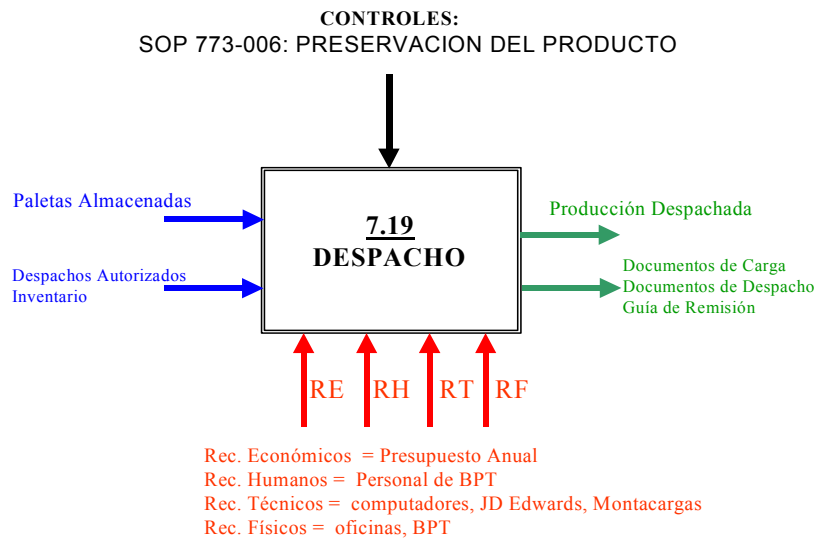 CONTROLES:
SOP 773-006: PRESERVACION DEL PRODUCTO
Paletas Almacenadas
Despachos Autorizados
Inventario
7.19
DESPACHO
Producción Despachada
Documentos de Carga
Documentos de Despacho
Guía de Remisión
RE RH RT RF
Rec. Económicos = Presupuesto Anual
Rec. Humanos = Personal de BPT
Rec. Técnicos = computadores, JD Edwards, Montacargas
Rec. Físicos = oficinas, BPT